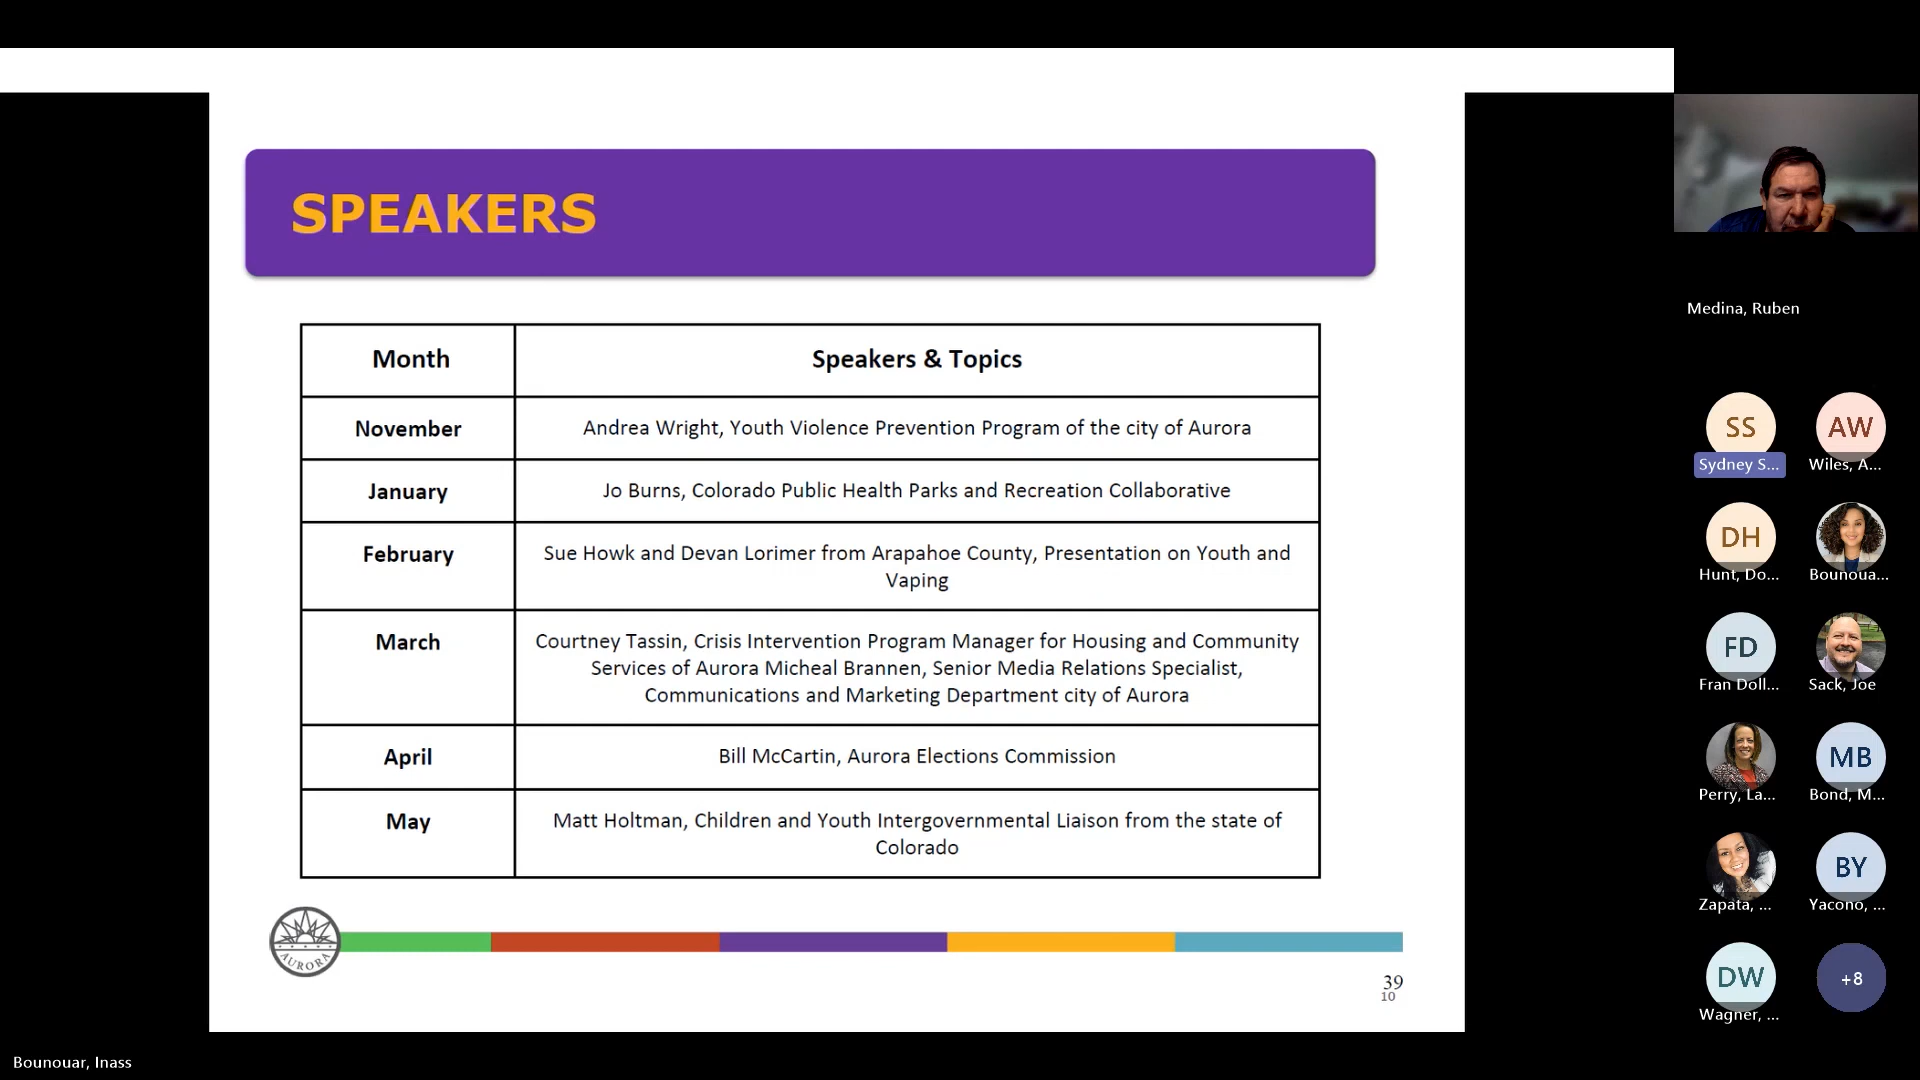 SPEAKERS
Month
Speakers & Topics
November
Andrea Wright, Youth Violence Prevention Program of the city of Aurora
January
Jo Burns, Colorado Public Health Parks and Recreation Collaborative
February
Sue Howk and Devan Lorimer from Arapahoe County, Presentation on Youth and
Vaping
March
Courtney Tassin, Crisis Intervention Program Manager for Housing and Community
Services of Aurora Micheal Brannen, Senior Media Relations Specialist,
Communications and Marketing Department city of Aurora
April
Bill McCartin, Aurora Elections Commission
May
Matt Holtman, Children and Youth Intergovernmental Liaison from the state of
Colorado
AURORA
39
10
Medina, Ruben
SS
Sydney S...
AW
Wiles, A...
DH
Hunt, Do...
Bounoua...
FD
Fran Doll...
Sack, Joe
Perry, La...
MB
Bond, M...
Zapata, ...
BY
Yacono, ...
DW
Wagner, ...
+8
Bounouar, Inass